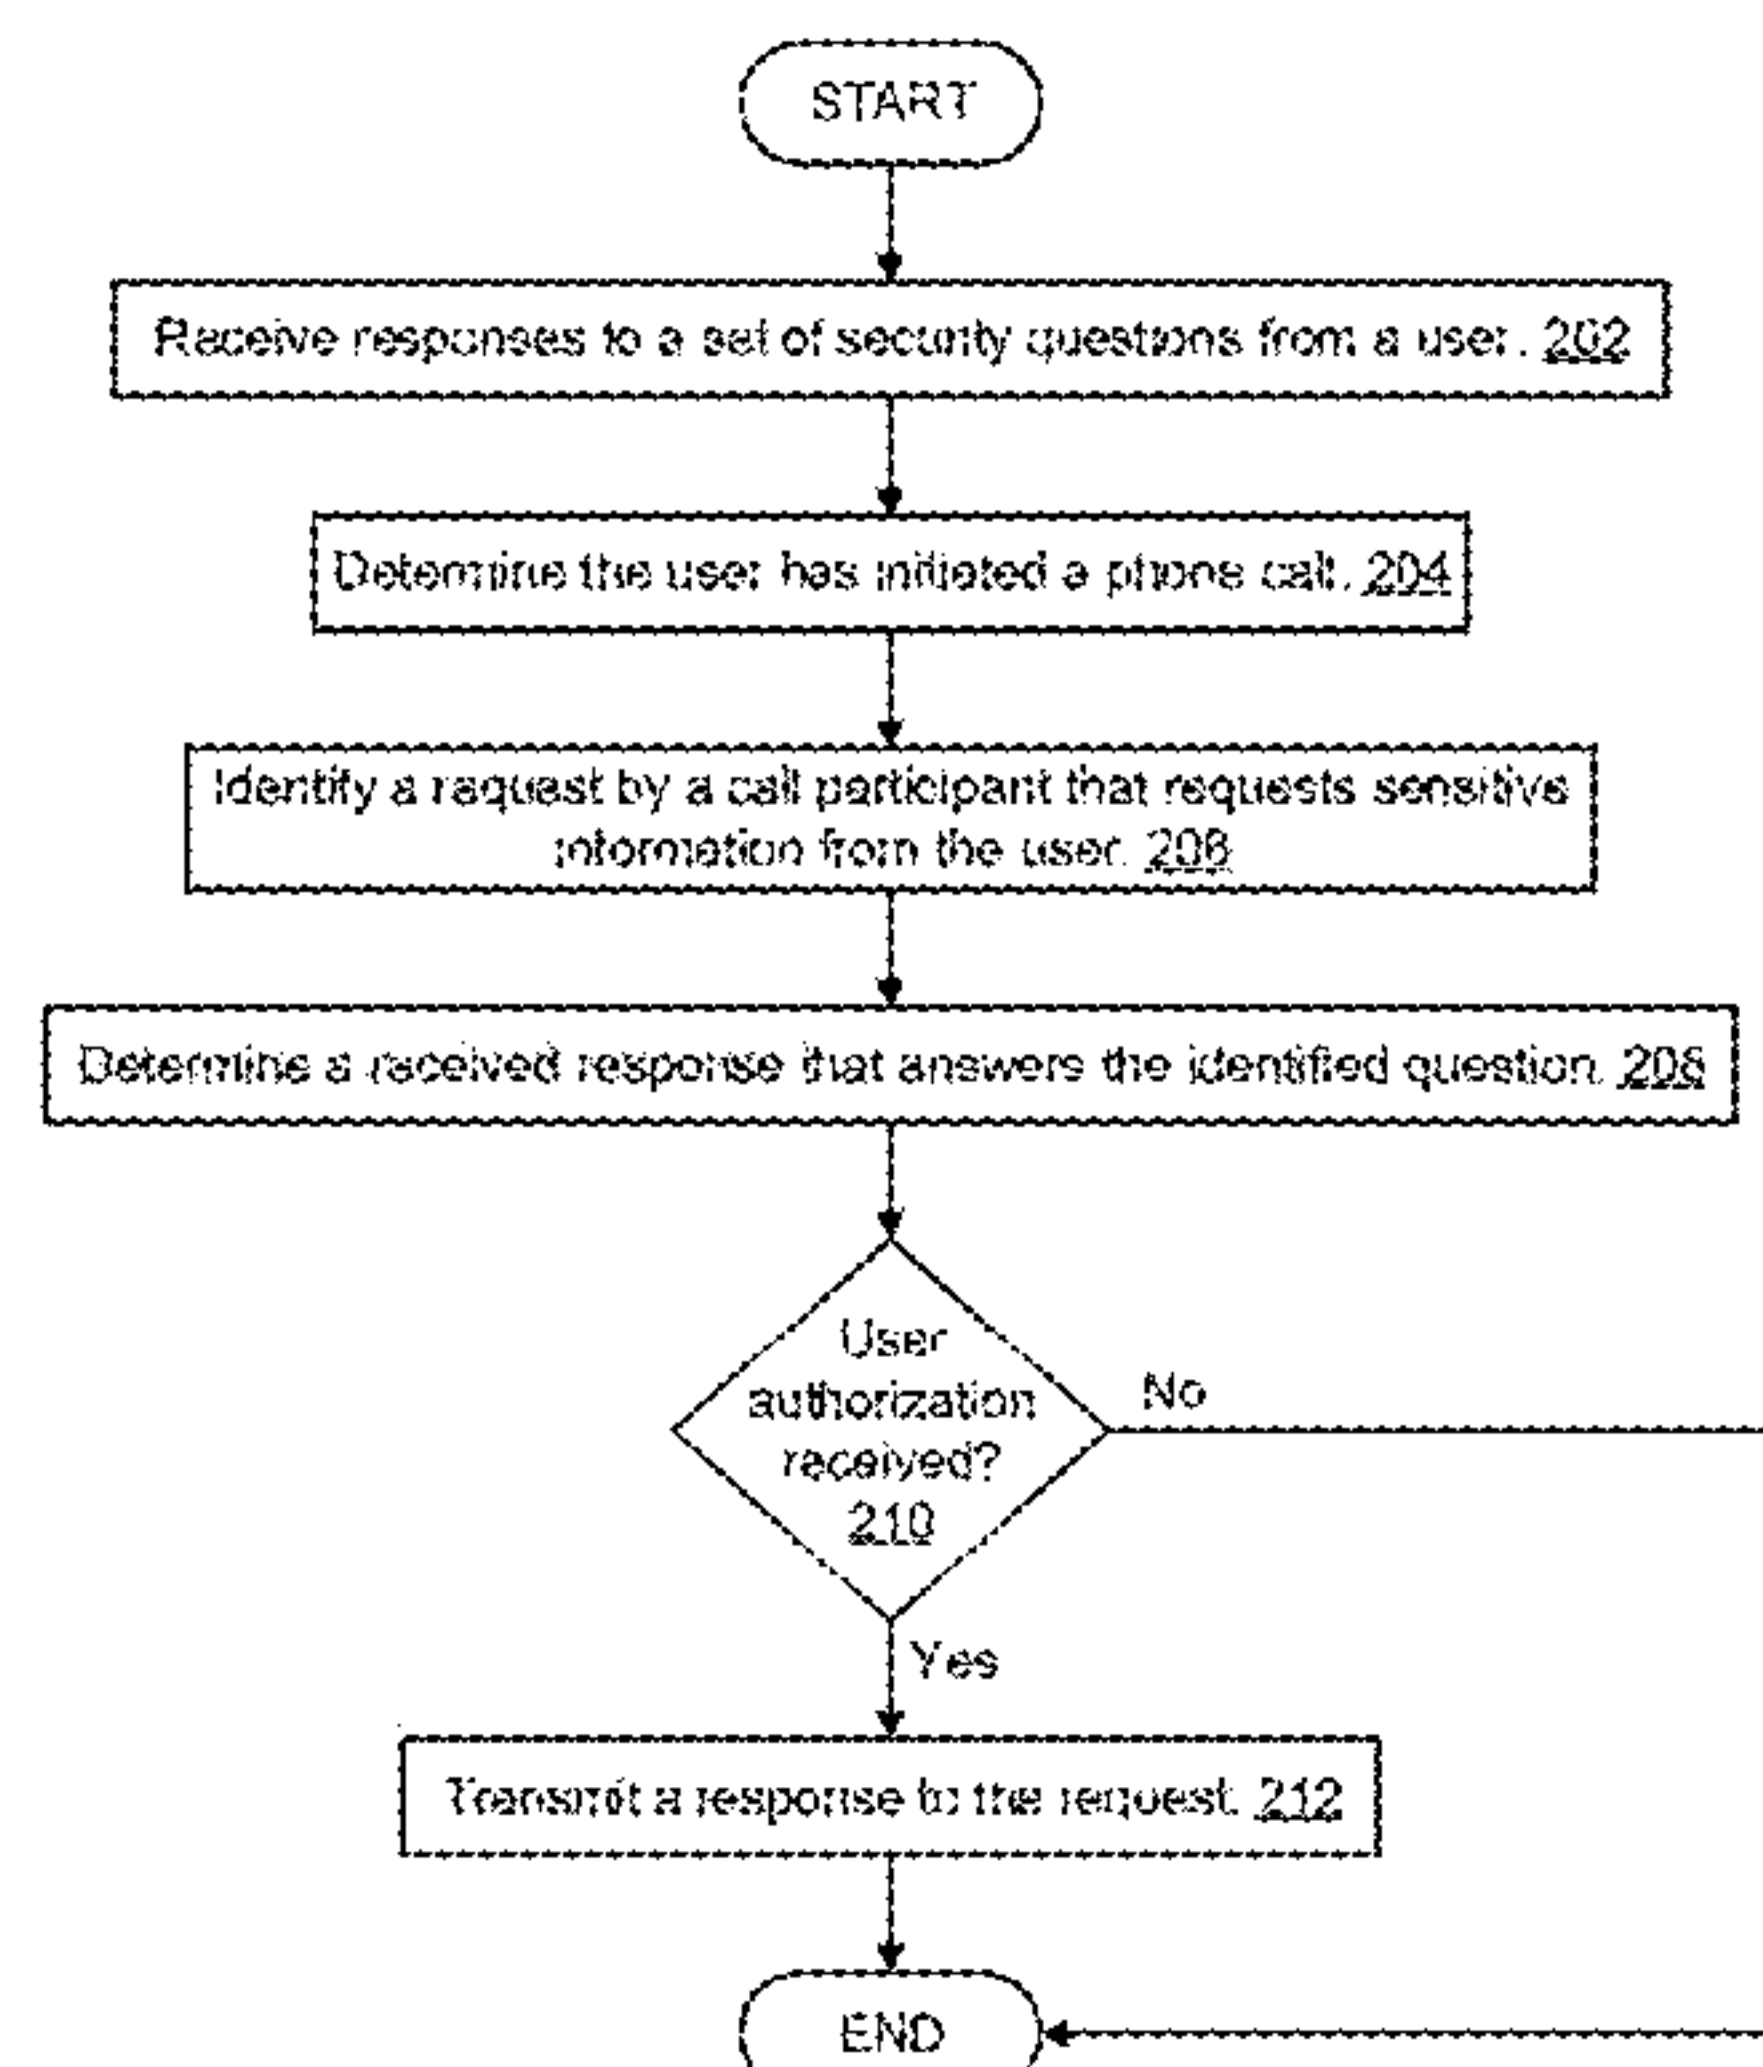 START
Receive responses to a set of security questions from a user. 202
Determine the user has initiated a phone call. 204
Identify a request by a call participant that requests sensitive
information from the user.
Determine a received response that answers the identified question.
User
authorization
received?
210
No
Yes
Transmit a response to the request. 212
END